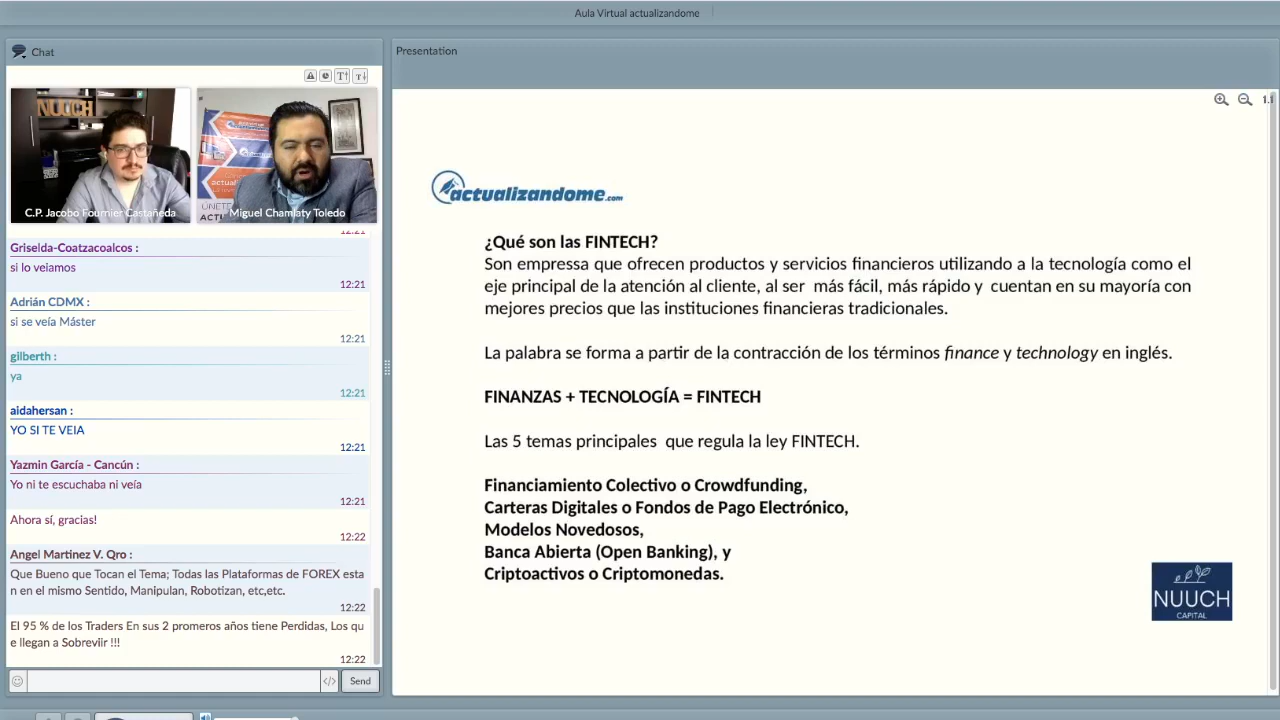 Aula Virtual actualizandome
Chat
Presentation
NUUCH
C.P. Jacobo Fournier Castañeda
ÚNETE
ACTU
Miguel Chamlaty Toledo
12:21
Griselda-Coatzacoalcos :
si lo veiamos
12:21
Adrián CDMX :
si se veía Máster
12:21
gilberth :
ya
12:21
aidahersan :
YO SI TE VEIA
12:21
Yazmin García - Cancún :
Yo ni te escuchaba ni veía
12:21
Ahora sí, gracias!
12:22
Angel Martinez V. Qro :
Que Bueno que Tocan el Tema; Todas las Plataformas de FOREX esta
n en el mismo Sentido, Manipulan, Robotizan, etc,etc.
12:22
El 95 % de los Traders En sus 2 promeros años tiene Perdidas, Los qu
e llegan a Sobreviir !!!
12:22
Send
actualizandome.com
¿Qué son las FINTECH?
Son empressa que ofrecen productos y servicios financieros utilizando a la tecnología como el
eje principal de la atención al cliente, al ser más fácil, más rápido y cuentan en su mayoría con
mejores precios que las instituciones financieras tradicionales.
La palabra se forma a partir de la contracción de los términos finance y technology en inglés.
FINANZAS + TECNOLOGÍA = FINTECH
Las 5 temas principales que regula la ley FINTECH.
Financiamiento Colectivo o Crowdfunding,
Carteras Digitales o Fondos de Pago Electrónico,
Modelos Novedosos,
Banca Abierta (Open Banking), y
Criptoactivos o Criptomonedas.
NUUCH
CAPITAL